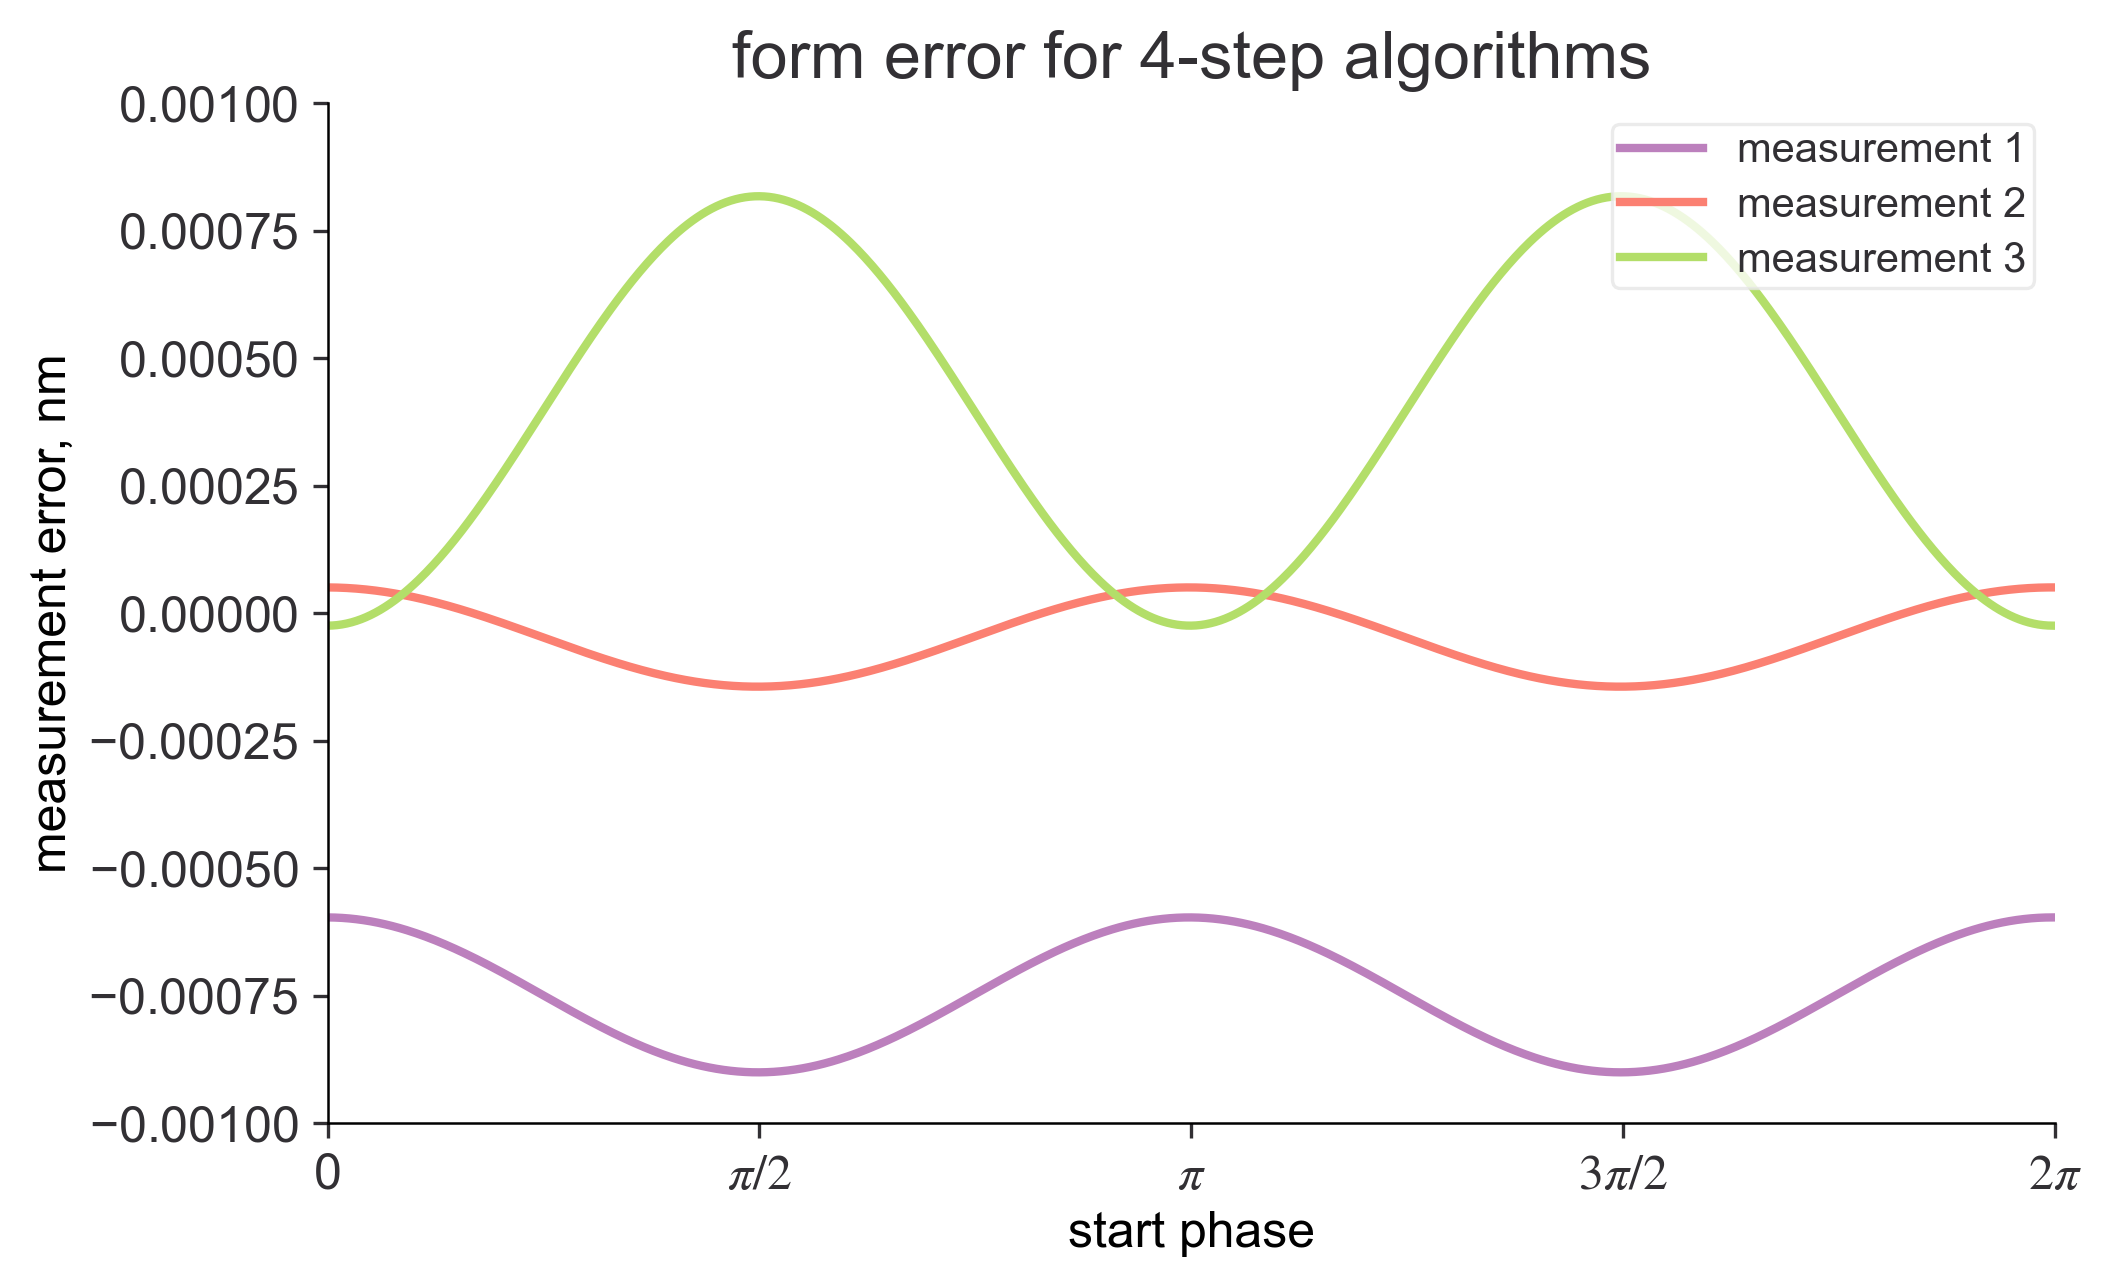 form error for 4-step algorithms
measurement 1
measurement 2
measurement 3
0.00100
0.00075
0.00050
0.00025
0.00000
−0.00025
−0.00050
−0.00075
−0.00100
measurement error, nm
0
π/2
π
3π/2
2π
start phase